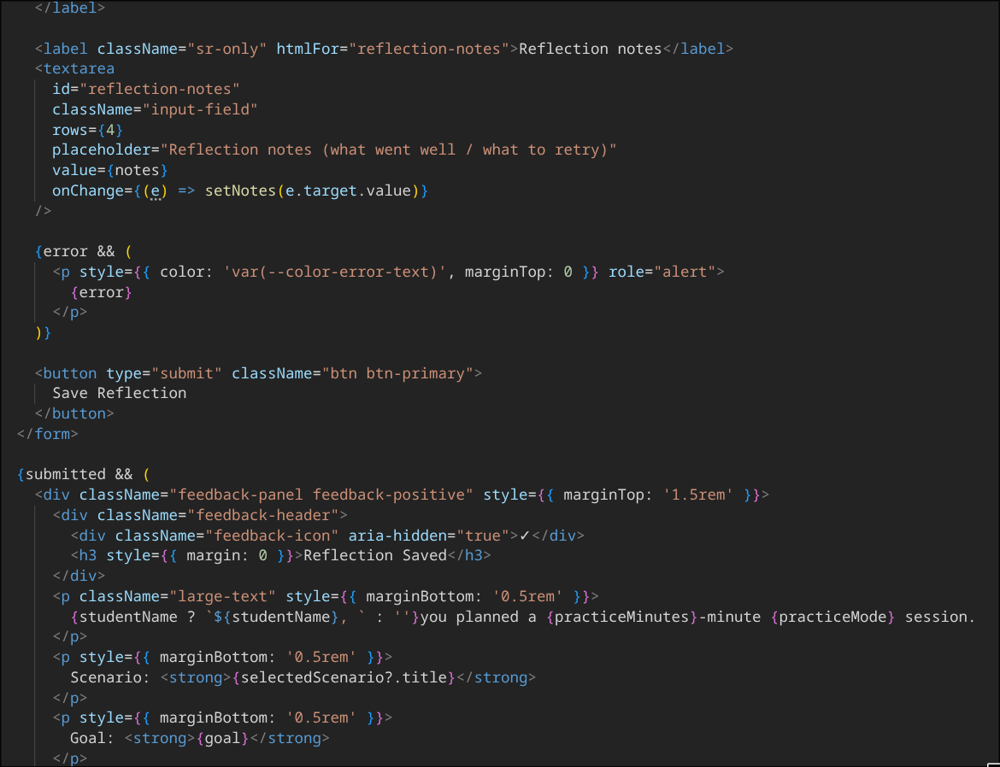 </label>
<label className="sr-only" htmlFor="reflection-notes">Reflection notes</label>
<textarea
id="reflection-notes"
className="input-field"
rows={4}
placeholder="Reflection notes (what went well / what to retry)"
value={notes}
onChange={(e) => setNotes(e.target.value)}
/>
{error && (
<p style={{ color: 'var(--color-error-text)', marginTop: 0 }} role="alert">
{error}
</p>
)}
<button type="submit" className="btn btn-primary">
Save Reflection
</button>
</form>
{submitted && (
<div className="feedback-panel feedback-positive" style={{ marginTop: '1.5rem' }}>
<div className="feedback-header">
<div className="feedback-icon" aria-hidden="true">✓</div>
<h3 style={{ margin: 0 }}>Reflection Saved</h3>
</div>
<p className="large-text" style={{ marginBottom: '0.5rem' }}>
{studentName ? `${studentName}, ` : ''}you planned a {practiceMinutes}-minute {practiceMode} session.
</p>
<p style={{ marginBottom: '0.5rem' }}>
Scenario: <strong>{selectedScenario?.title}</strong>
</p>
<p style={{ marginBottom: '0.5rem' }}>
Goal: <strong>{goal}</strong>
</p>